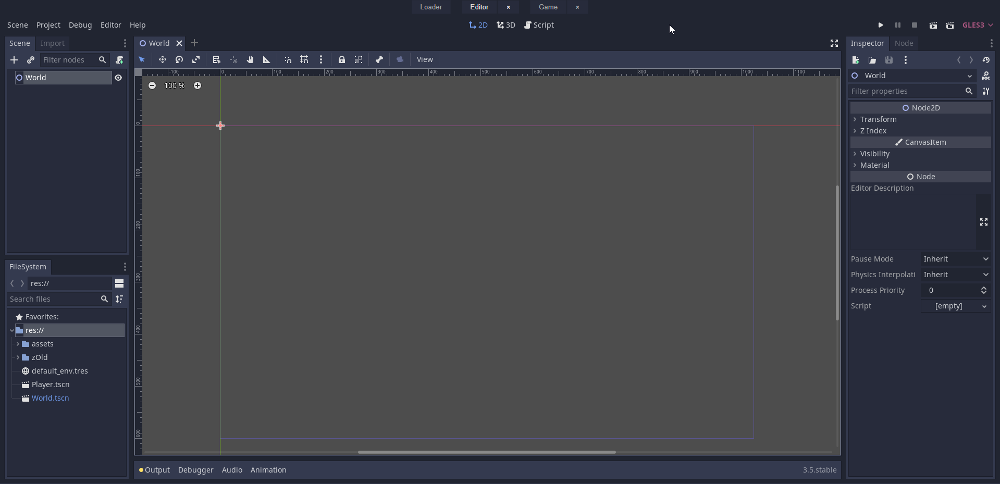 Loader Editor × Game ×
Scene Project Debug Editor Help 2D 3D Script GLES3
Scene Import
Filter nodes
World
FileSystem
res://
Search files
Favorites:
res://
assets
zOld
default_env.tres
Player.tscn
World.tscn
World
View
-100 0 100 200 300 400 500 600 700 800 900 1000 1100
100 %
0
100
200
300
400
500
600
Output Debugger Audio Animation 3.5.stable
Inspector Node
World
Filter properties
Node2D
Transform
Z Index
CanvasItem
Visibility
Material
Node
Editor Description
Pause Mode Inherit
Physics Interpolati Inherit
Process Priority 0
Script [empty]